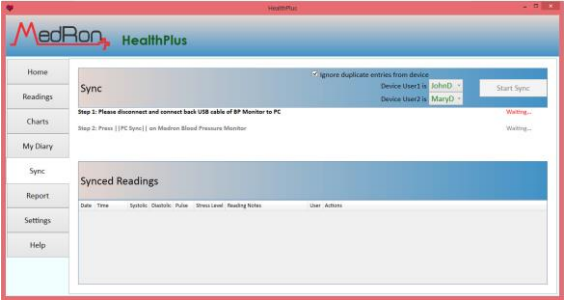 HealthPlus
MedRon HealthPlus
Home
Readings
Charts
My Diary
Sync
Report
Settings
Help
Sync
Ignore duplicate entries from device
Device User1 is JohnD
Device User2 is MaryD
Start Sync
Step 1: Please disconnect and connect back USB cable of BP Monitor to PC Waiting...
Step 2: Press ||PC Sync|| on Medron Blood Pressure Monitor Waiting...
Synced Readings
Date Time Systolic Diastolic Pulse Stress Level Reading Notes User Actions